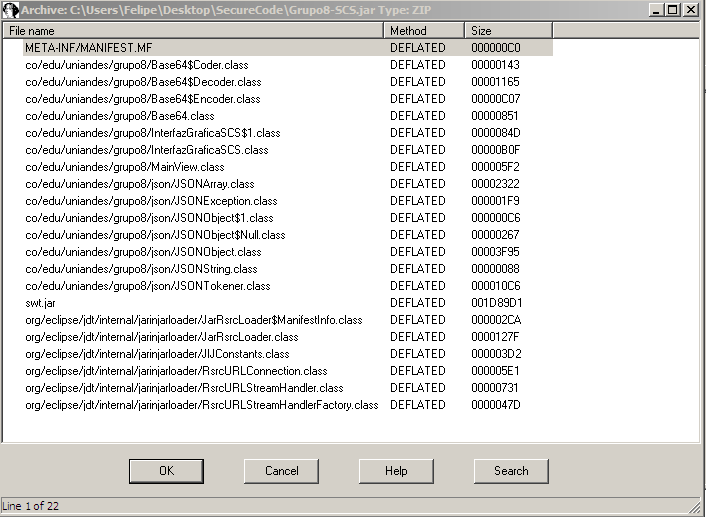 Archive: C:\Users\Felipe\Desktop\SecureCode\Grupo8-SCS.jar Type: ZIP
File name Method Size
META-INF/MANIFEST.MF DEFLATED 000000C0
co/edu/uniandes/grupo8/Base64$Coder.class DEFLATED 00000143
co/edu/uniandes/grupo8/Base64$Decoder.class DEFLATED 00001165
co/edu/uniandes/grupo8/Base64$Encoder.class DEFLATED 00000C07
co/edu/uniandes/grupo8/Base64.class DEFLATED 00000851
co/edu/uniandes/grupo8/InterfazGraficaSCS$1.class DEFLATED 0000084D
co/edu/uniandes/grupo8/InterfazGraficaSCS.class DEFLATED 00000B0F
co/edu/uniandes/grupo8/MainView.class DEFLATED 000005F2
co/edu/uniandes/grupo8/json/JSONArray.class DEFLATED 00002322
co/edu/uniandes/grupo8/json/JSONException.class DEFLATED 000001F9
co/edu/uniandes/grupo8/json/JSONObject$1.class DEFLATED 000000C6
co/edu/uniandes/grupo8/json/JSONObject$Null.class DEFLATED 00000267
co/edu/uniandes/grupo8/json/JSONObject.class DEFLATED 00003F95
co/edu/uniandes/grupo8/json/JSONString.class DEFLATED 00000088
co/edu/uniandes/grupo8/json/JSONTokener.class DEFLATED 000010C6
swt.jar DEFLATED 001D89D1
org/eclipse/jdt/internal/jarinjarloader/JarRsrcLoader$ManifestInfo.class DEFLATED 000002CA
org/eclipse/jdt/internal/jarinjarloader/JarRsrcLoader.class DEFLATED 0000127F
org/eclipse/jdt/internal/jarinjarloader/JIJConstants.class DEFLATED 000003D2
org/eclipse/jdt/internal/jarinjarloader/RsrcURLConnection.class DEFLATED 000005E1
org/eclipse/jdt/internal/jarinjarloader/RsrcURLStreamHandler.class DEFLATED 00000731
org/eclipse/jdt/internal/jarinjarloader/RsrcURLStreamHandlerFactory.class DEFLATED 0000047D
OK Cancel Help Search
Line 1 of 22